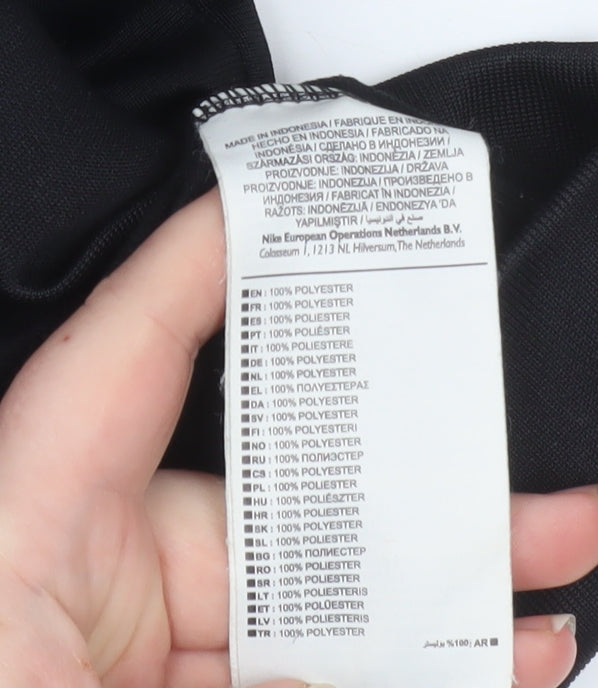 MADE IN INDONESIA / FABRIQUE EN
HECHO EN INDONESIA / FABRICADO NA
INDONÉSIA / СДЕЛАНО В ИНДОНЕЗИИ /
SZÁRMAZÁSI ORSZÁG: INDONÉZIA / ZEMLJA
PROIZVODNJE: INDONEZIJA / DRŽAVA
PROIZVODNJE: INDONEZIJA / ПРОИЗВЕДЕНО В
ИНДОНЕЗИЯ / FABRICAT ÎN INDONEZIA /
RAŽOTS: INDONĒZIJĀ / ENDONEZYA 'DA
YAPILMIŞTIR / صنع في اندونيسيا
Nike European Operations Netherlands B.V.
Colosseum 1, 1213 NL Hilversum, The Netherlands
EN : 100% POLYESTER
FR : 100% POLYESTER
ES : 100% POLIESTER
PT : 100% POLIÉSTER
IT : 100% POLIESTERE
DE : 100% POLYESTER
NL : 100% POLYESTER
EL : 100% ΠΟΛΥΕΣΤΕΡΑΣ
DA : 100% POLYESTER
SV : 100% POLYESTER
FI : 100% POLYESTERI
NO : 100% POLYESTER
RU : 100% ПОЛИЭСТЕР
CS : 100% POLYESTER
PL : 100% POLIESTER
HU : 100% POLIÉSZTER
HR : 100% POLIESTER
SK : 100% POLYESTER
SL : 100% POLIESTER
BG : 100% ПОЛИЕСТЕР
RO : 100% POLIESTER
SR : 100% POLIESTER
LT : 100% POLIESTERIS
ET : 100% POLÜESTER
LV : 100% POLIESTERIS
TR : 100% POLYESTER
AR : 100% بوليستر